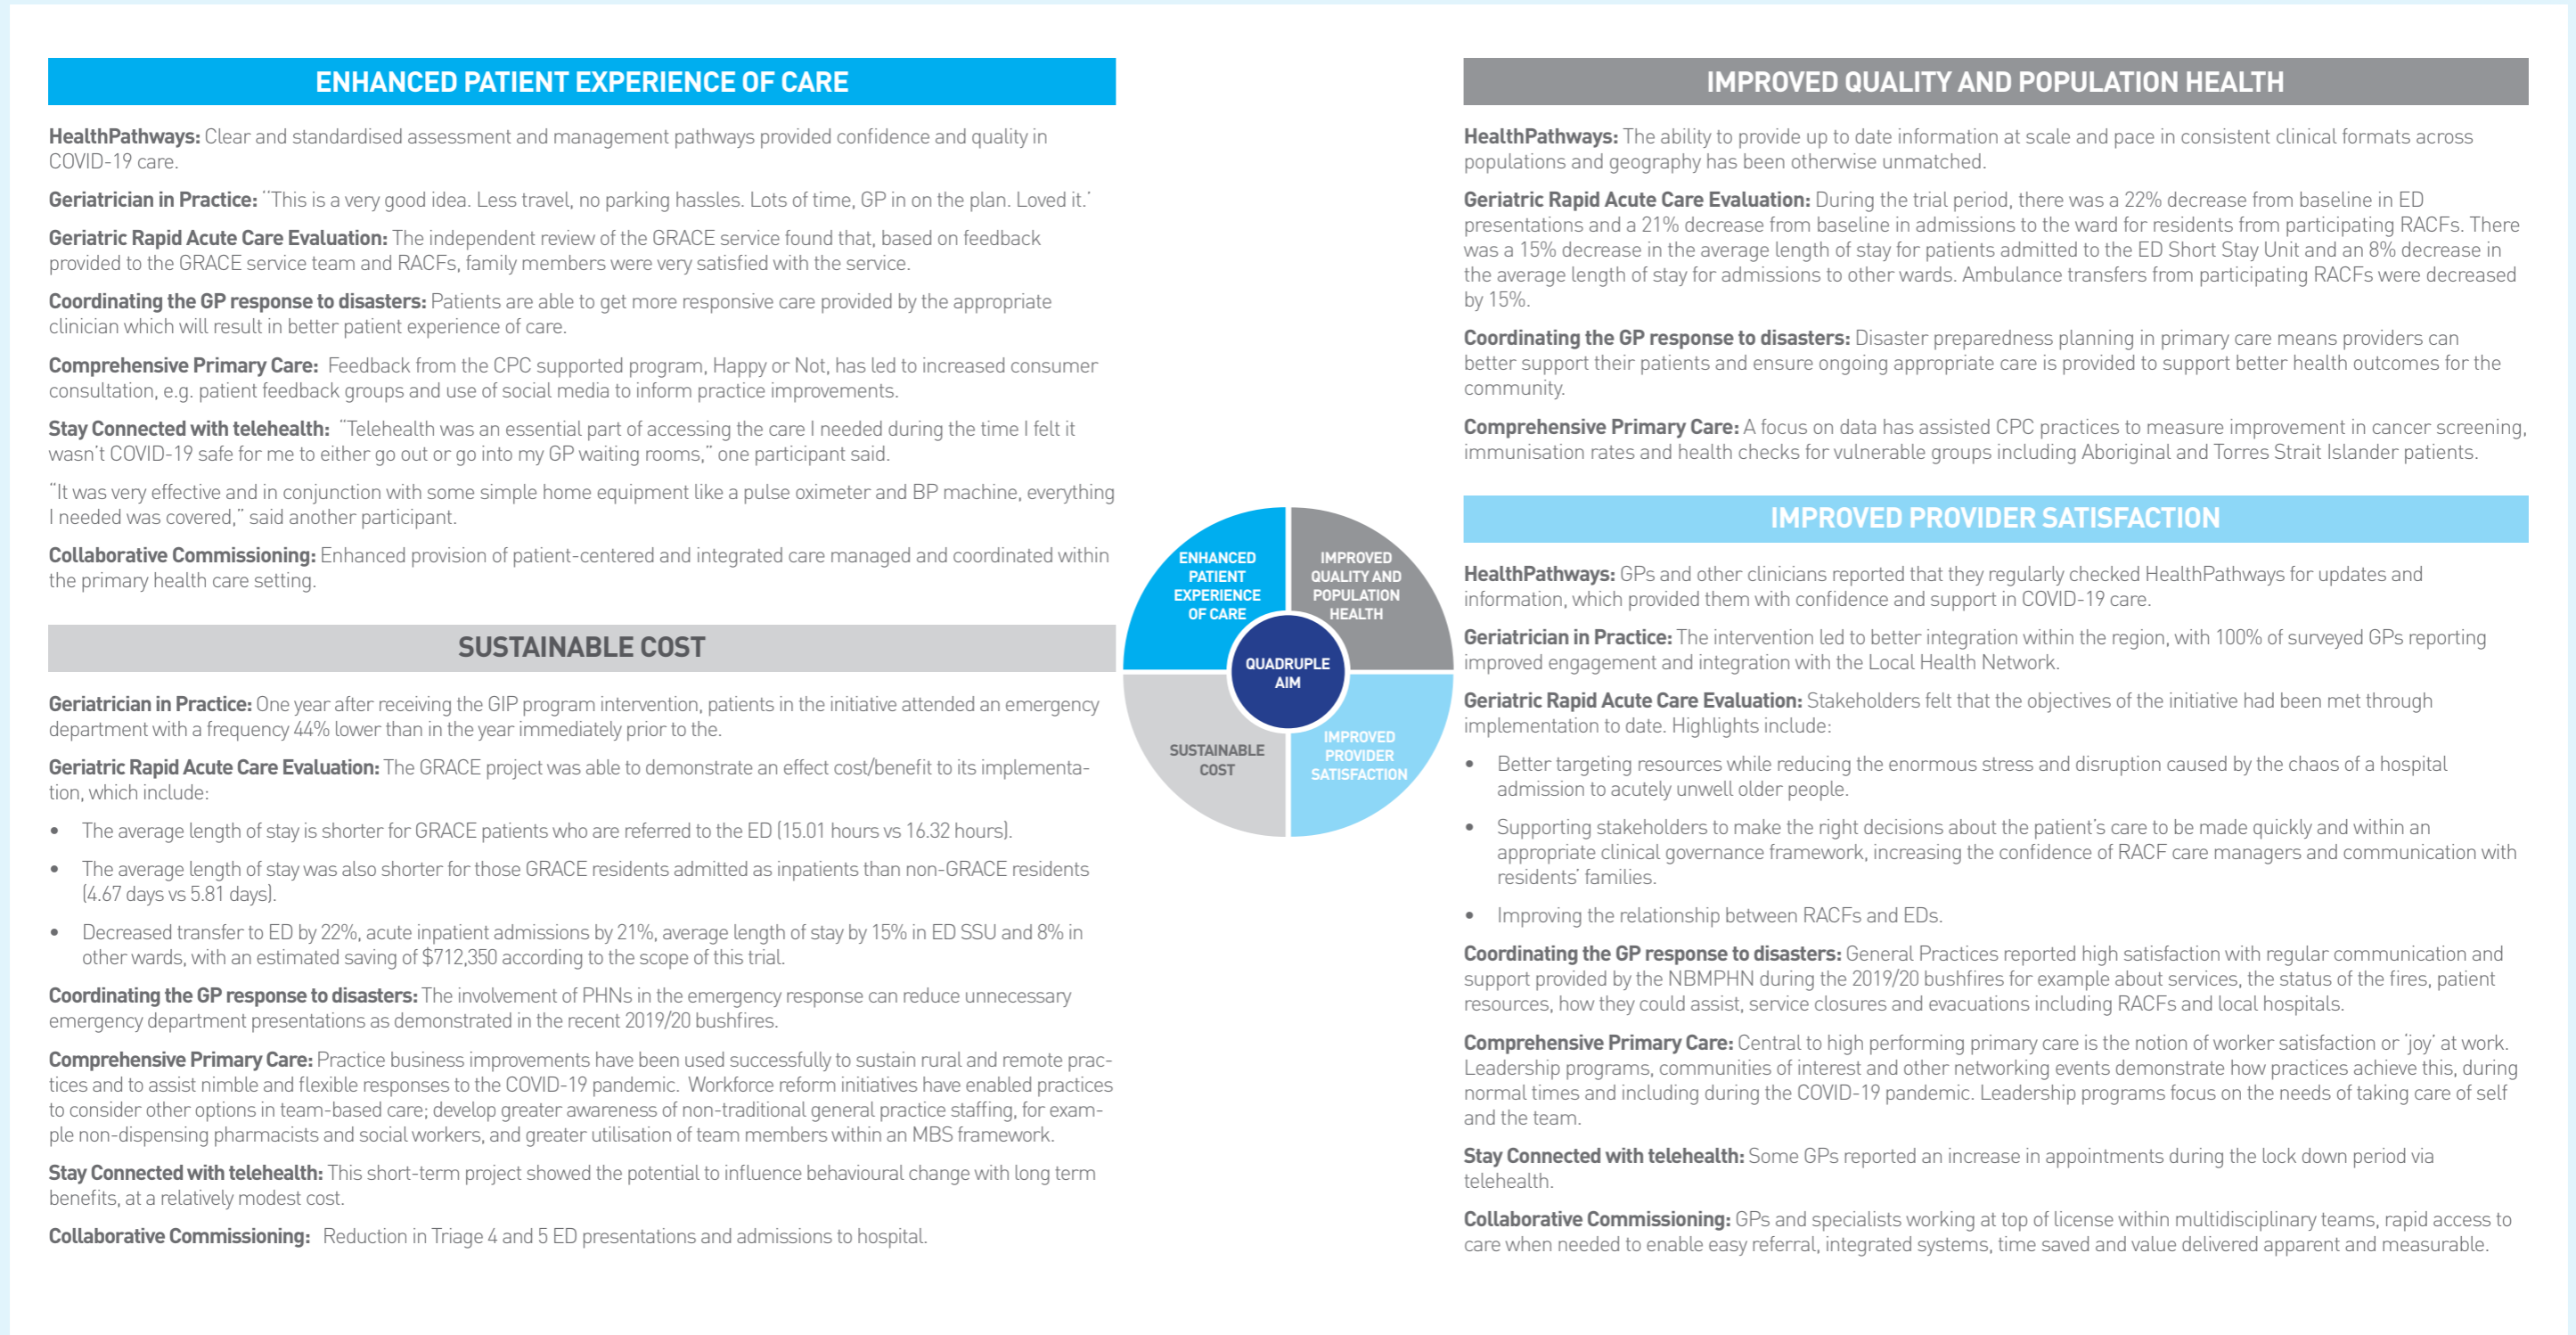 ENHANCED PATIENT EXPERIENCE OF CARE
HealthPathways: Clear and standardised assessment and management pathways provided confidence and quality in
COVID-19 care.
Geriatrician in Practice: "This is a very good idea. Less travel, no parking hassles. Lots of time, GP in on the plan. Loved it.'
Geriatric Rapid Acute Care Evaluation: The independent review of the GRACE service found that, based on feedback
provided to the GRACE service team and RACFs, family members were very satisfied with the service.
Coordinating the GP response to disasters: Patients are able to get more responsive care provided by the appropriate
clinician which will result in better patient experience of care.
Comprehensive Primary Care: Feedback from the CPC supported program, Happy or Not, has led to increased consumer
consultation, e.g. patient feedback groups and use of social media to inform practice improvements.
Stay Connected with telehealth: "Telehealth was an essential part of accessing the care I needed during the time I felt it
wasn't COVID-19 safe for me to either go out or go into my GP waiting rooms," one participant said.
"It was very effective and in conjunction with some simple home equipment like a pulse oximeter and BP machine, everything
I needed was covered," said another participant.
Collaborative Commissioning: Enhanced provision of patient-centered and integrated care managed and coordinated within
the primary health care setting.
SUSTAINABLE COST
Geriatrician in Practice: One year after receiving the GIP program intervention, patients in the initiative attended an emergency
department with a frequency 44% lower than in the year immediately prior to the.
Geriatric Rapid Acute Care Evaluation: The GRACE project was able to demonstrate an effect cost/benefit to its implementa-
tion, which include:
• The average length of stay is shorter for GRACE patients who are referred to the ED (15.01 hours vs 16.32 hours).
• The average length of stay was also shorter for those GRACE residents admitted as inpatients than non-GRACE residents
(4.67 days vs 5.81 days).
• Decreased transfer to ED by 22%, acute inpatient admissions by 21%, average length of stay by 15% in ED SSU and 8% in
other wards, with an estimated saving of $712,350 according to the scope of this trial.
Coordinating the GP response to disasters: The involvement of PHNs in the emergency response can reduce unnecessary
emergency department presentations as demonstrated in the recent 2019/20 bushfires.
Comprehensive Primary Care: Practice business improvements have been used successfully to sustain rural and remote prac-
tices and to assist nimble and flexible responses to the COVID-19 pandemic. Workforce reform initiatives have enabled practices
to consider other options in team-based care; develop greater awareness of non-traditional general practice staffing, for exam-
ple non-dispensing pharmacists and social workers, and greater utilisation of team members within an MBS framework.
Stay Connected with telehealth: This short-term project showed the potential to influence behavioural change with long term
benefits, at a relatively modest cost.
Collaborative Commissioning: Reduction in Triage 4 and 5 ED presentations and admissions to hospital.
ENHANCED
PATIENT
EXPERIENCE
OF CARE
IMPROVED
QUALITY AND
POPULATION
HEALTH
QUADRUPLE
AIM
SUSTAINABLE
COST
IMPROVED
PROVIDER
SATISFACTION
IMPROVED QUALITY AND POPULATION HEALTH
HealthPathways: The ability to provide up to date information at scale and pace in consistent clinical formats across
populations and geography has been otherwise unmatched.
Geriatric Rapid Acute Care Evaluation: During the trial period, there was a 22% decrease from baseline in ED
presentations and a 21% decrease from baseline in admissions to the ward for residents from participating RACFs. There
was a 15% decrease in the average length of stay for patients admitted to the ED Short Stay Unit and an 8% decrease in
the average length of stay for admissions to other wards. Ambulance transfers from participating RACFs were decreased
by 15%.
Coordinating the GP response to disasters: Disaster preparedness planning in primary care means providers can
better support their patients and ensure ongoing appropriate care is provided to support better health outcomes for the
community.
Comprehensive Primary Care: A focus on data has assisted CPC practices to measure improvement in cancer screening,
immunisation rates and health checks for vulnerable groups including Aboriginal and Torres Strait Islander patients.
IMPROVED PROVIDER SATISFACTION
HealthPathways: GPs and other clinicians reported that they regularly checked HealthPathways for updates and
information, which provided them with confidence and support in COVID-19 care.
Geriatrician in Practice: The intervention led to better integration within the region, with 100% of surveyed GPs reporting
improved engagement and integration with the Local Health Network.
Geriatric Rapid Acute Care Evaluation: Stakeholders felt that the objectives of the initiative had been met through
implementation to date. Highlights include:
• Better targeting resources while reducing the enormous stress and disruption caused by the chaos of a hospital
admission to acutely unwell older people.
• Supporting stakeholders to make the right decisions about the patient's care to be made quickly and within an
appropriate clinical governance framework, increasing the confidence of RACF care managers and communication with
residents' families.
• Improving the relationship between RACFs and EDs.
Coordinating the GP response to disasters: General Practices reported high satisfaction with regular communication and
support provided by the NBMPHN during the 2019/20 bushfires for example about services, the status of the fires, patient
resources, how they could assist, service closures and evacuations including RACFs and local hospitals.
Comprehensive Primary Care: Central to high performing primary care is the notion of worker satisfaction or 'joy' at work.
Leadership programs, communities of interest and other networking events demonstrate how practices achieve this, during
normal times and including during the COVID-19 pandemic. Leadership programs focus on the needs of taking care of self
and the team.
Stay Connected with telehealth: Some GPs reported an increase in appointments during the lock down period via
telehealth.
Collaborative Commissioning: GPs and specialists working at top of license within multidisciplinary teams, rapid access to
care when needed to enable easy referral, integrated systems, time saved and value delivered apparent and measurable.